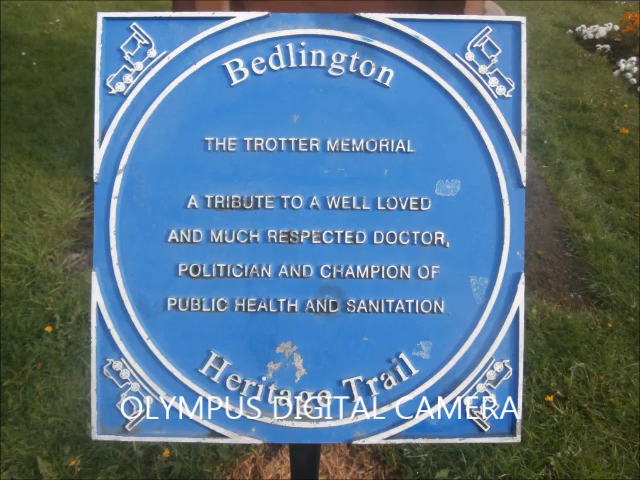 Bedlington
THE TROTTER MEMORIAL
A TRIBUTE TO A WELL LOVED
AND MUCH RESPECTED DOCTOR,
POLITICIAN AND CHAMPION OF
PUBLIC HEALTH AND SANITATION
Heritage Trail
OLYMPUS DIGITAL CAMERA